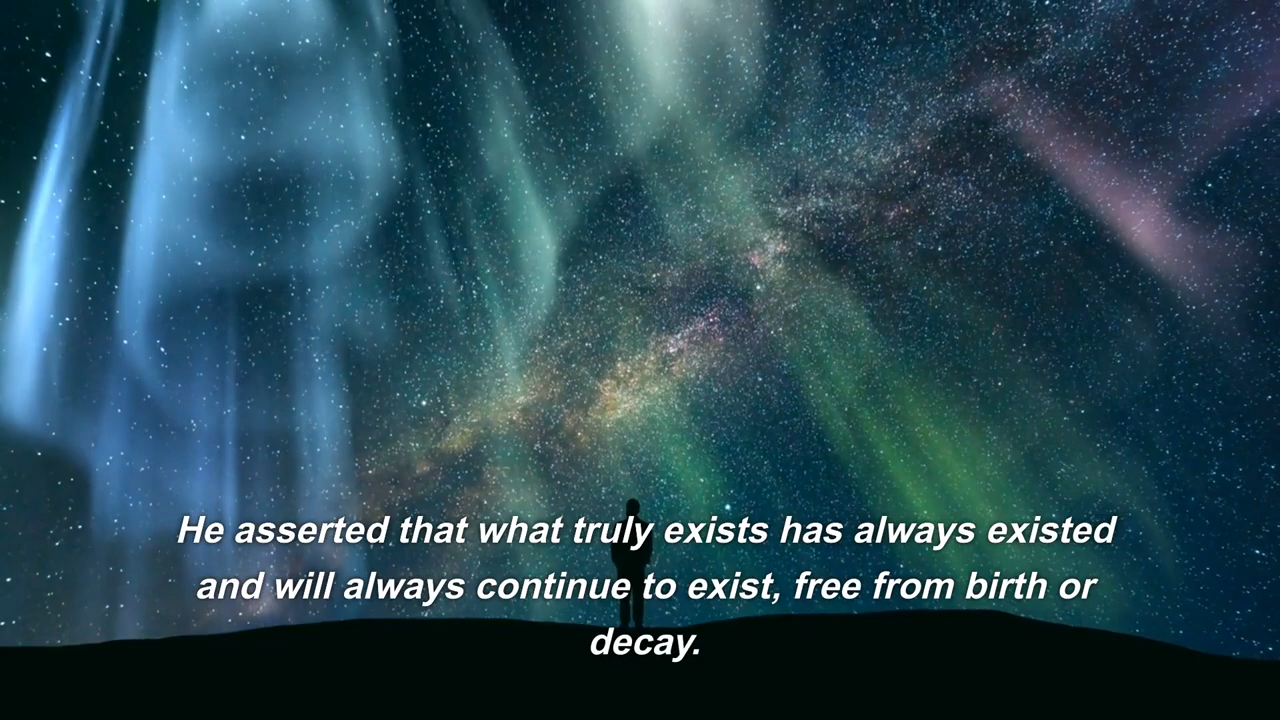 He asserted that what truly exists has always existed
and will always continue to exist, free from birth or
decay.